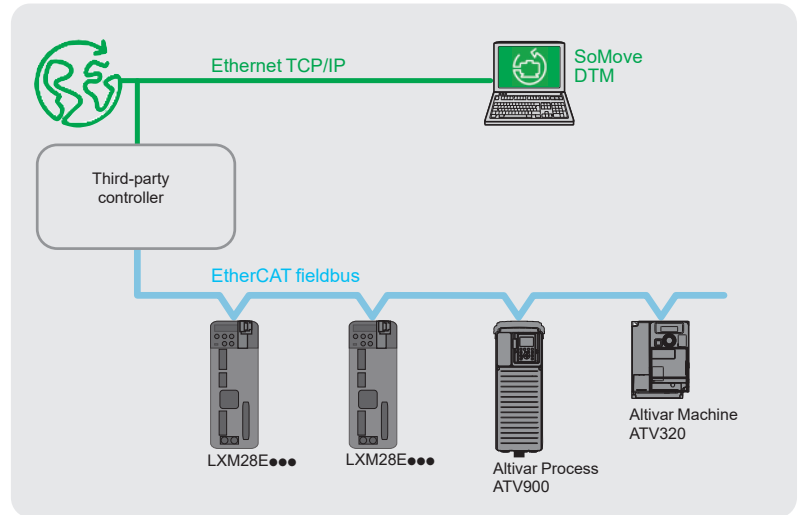 Ethernet TCP/IP
SoMove
DTM
Third-party
controller
EtherCAT fieldbus
LXM28E●●●
LXM28E●●●
Altivar Process
ATV900
Altivar Machine
ATV320